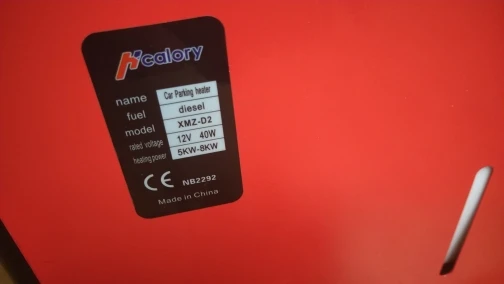 Hcalory
name Car Parking heater
fuel diesel
model XMZ-D2
rated voltage 12V 40W
heating power 5KW-8KW
CE NB2292
Made in China